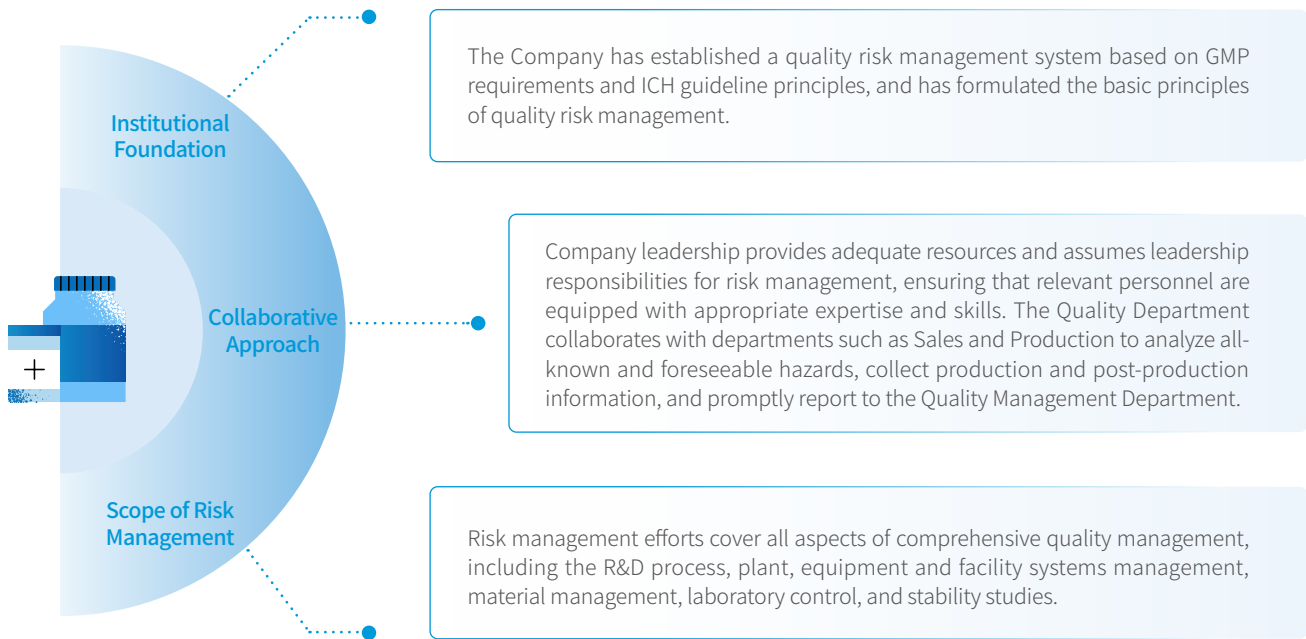 Institutional
Foundation
The Company has established a quality risk management system based on GMP
requirements and ICH guideline principles, and has formulated the basic principles
of quality risk management.
Collaborative
Approach
Company leadership provides adequate resources and assumes leadership
responsibilities for risk management, ensuring that relevant personnel are
equipped with appropriate expertise and skills. The Quality Department
collaborates with departments such as Sales and Production to analyze all-
known and foreseeable hazards, collect production and post-production
information, and promptly report to the Quality Management Department.
Scope of Risk
Management
Risk management efforts cover all aspects of comprehensive quality management,
including the R&D process, plant, equipment and facility systems management,
material management, laboratory control, and stability studies.